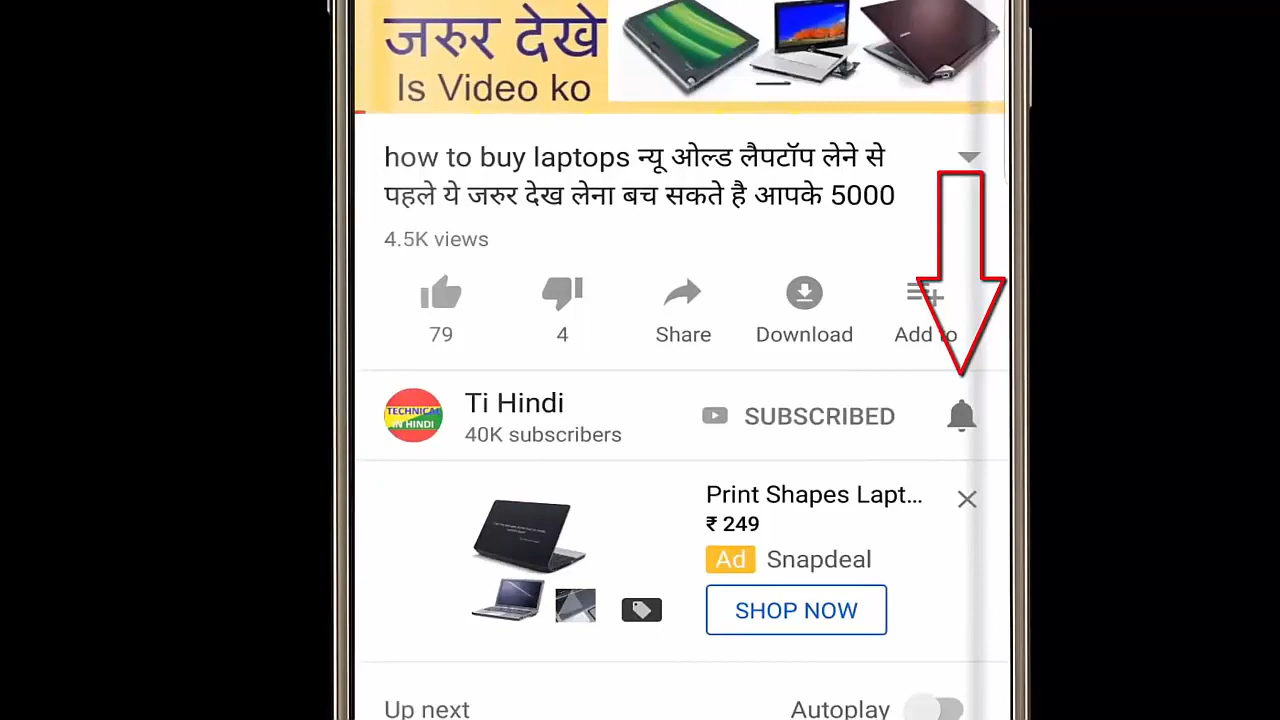 जरुर देखे
Is Video ko
how to buy laptops न्यू ओल्ड लैपटॉप लेने से
पहले ये जरुर देख लेना बच सकते है आपके 5000
4.5K views
79
4
Share
Download
Add to
TECHNICAL
IN HINDI
Ti Hindi
40K subscribers
SUBSCRIBED
Print Shapes Lapt...
₹ 249
Ad Snapdeal
SHOP NOW
Up next
Autoplay